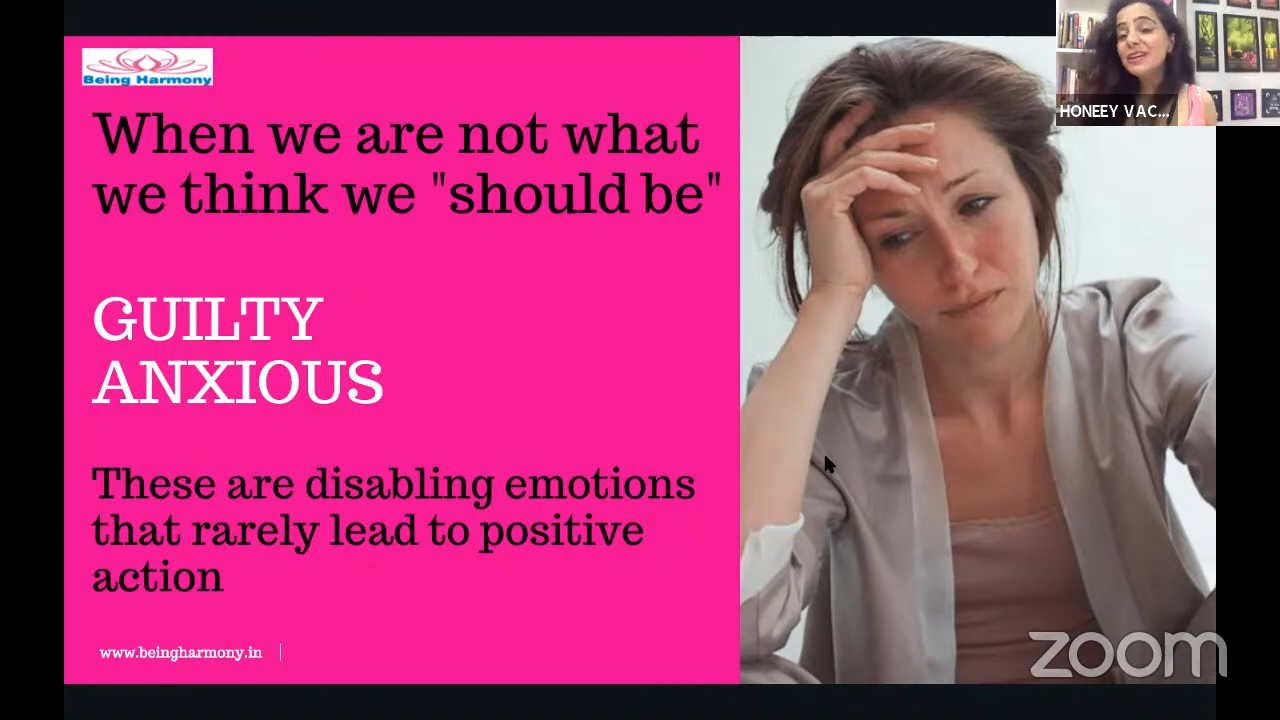 Being Harmony
HONEEY VAC...
When we are not what
we think we "should be"
GUILTY
ANXIOUS
These are disabling emotions
that rarely lead to positive
action
www.beingharmony.in
zoom